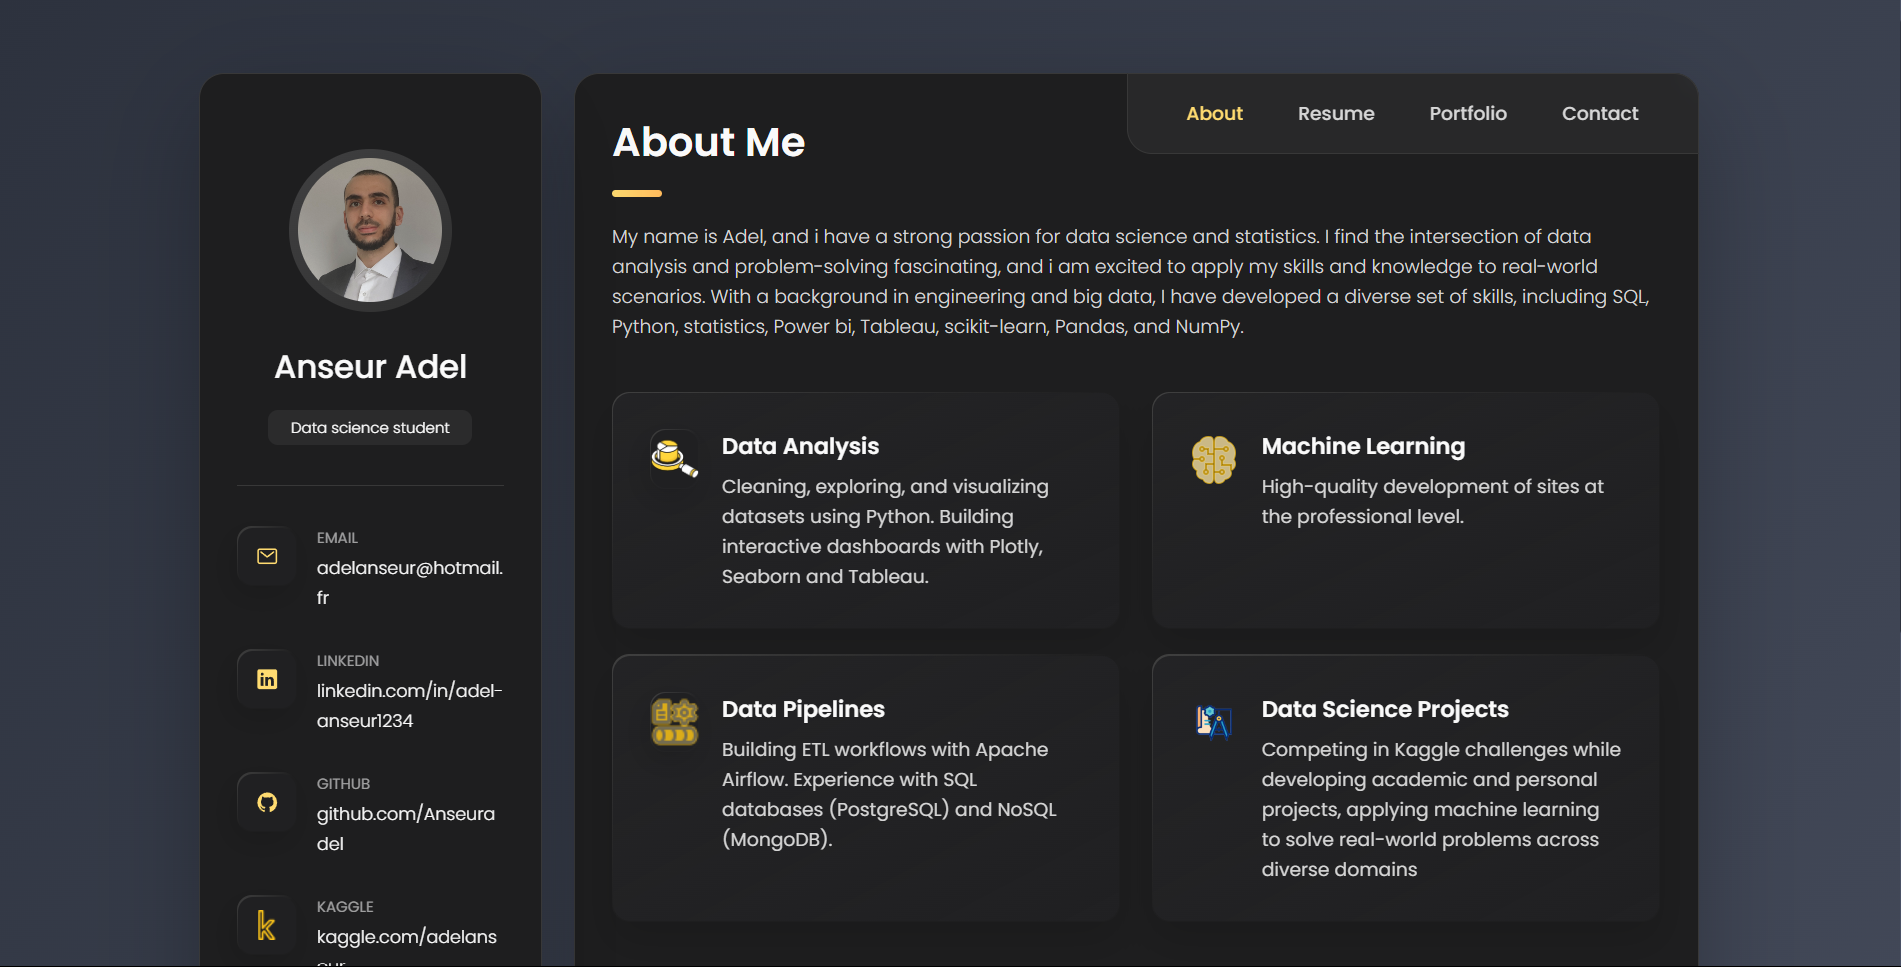 Anseur Adel
Data science student
EMAIL
adelanseur@hotmail.
fr
LINKEDIN
linkedin.com/in/adel-
anseur1234
GITHUB
github.com/Anseura
del
KAGGLE
kaggle.com/adelans
About Resume Portfolio Contact
About Me
My name is Adel, and i have a strong passion for data science and statistics. I find the intersection of data
analysis and problem-solving fascinating, and i am excited to apply my skills and knowledge to real-world
scenarios. With a background in engineering and big data, I have developed a diverse set of skills, including SQL,
Python, statistics, Power bi, Tableau, scikit-learn, Pandas, and NumPy.
Data Analysis
Cleaning, exploring, and visualizing
datasets using Python. Building
interactive dashboards with Plotly,
Seaborn and Tableau.
Machine Learning
High-quality development of sites at
the professional level.
Data Pipelines
Building ETL workflows with Apache
Airflow. Experience with SQL
databases (PostgreSQL) and NoSQL
(MongoDB).
Data Science Projects
Competing in Kaggle challenges while
developing academic and personal
projects, applying machine learning
to solve real-world problems across
diverse domains